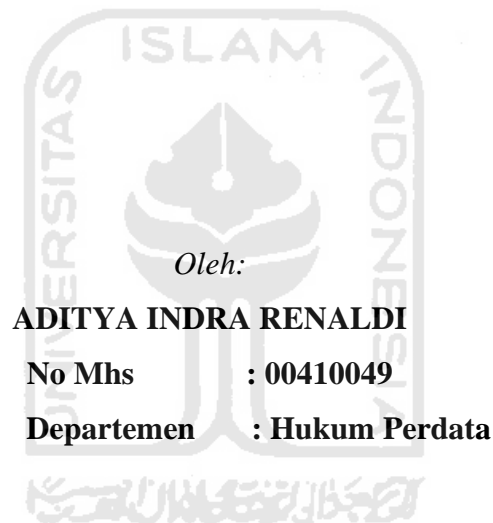 ISLAM
UNIVERSITAS
INDONESIA
Oleh:
ADITYA INDRA RENALDI
No Mhs : 00410049
Departemen : Hukum Perdata